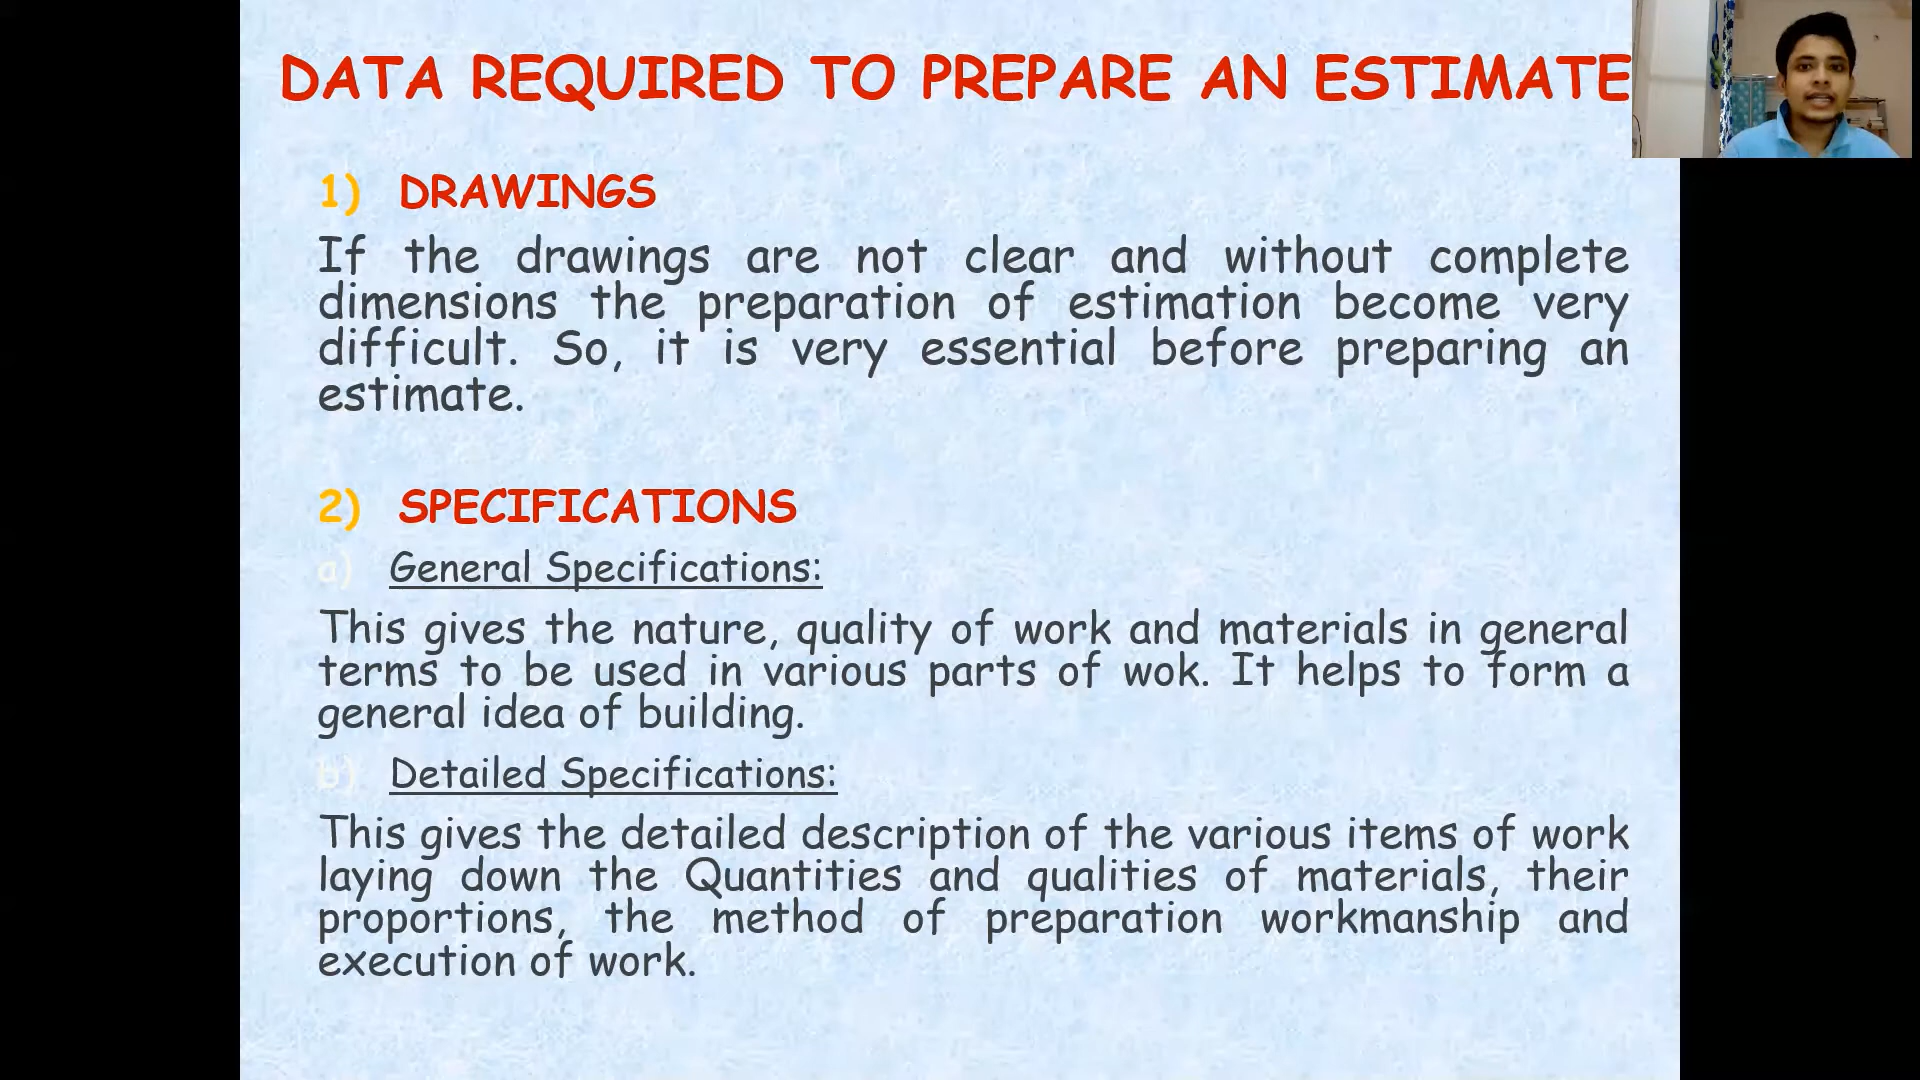 DATA REQUIRED TO PREPARE AN ESTIMATE
1) DRAWINGS
If the drawings are not clear and without complete
dimensions the preparation of estimation become very
difficult. So, it is very essential before preparing an
estimate.
2) SPECIFICATIONS
a) General Specifications:
This gives the nature, quality of work and materials in general
terms to be used in various parts of wok. It helps to form a
general idea of building.
b) Detailed Specifications:
This gives the detailed description of the various items of work
laying down the Quantities and qualities of materials, their
proportions, the method of preparation workmanship and
execution of work.